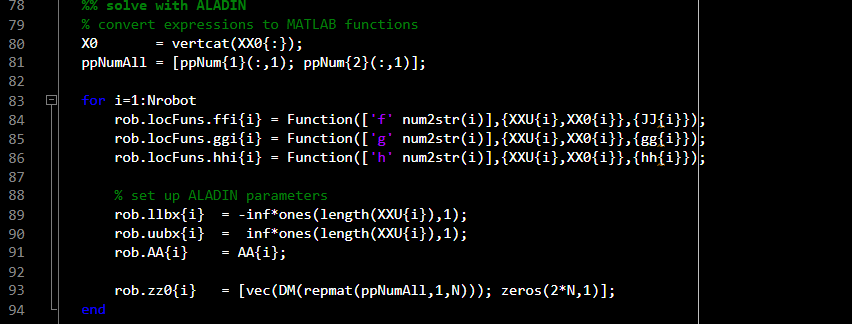 78 %% solve with ALADIN
79 % convert expressions to MATLAB functions
80 X0       = vertcat(XX0{:});
81 ppNumAll = [ppNum{1}(:,1); ppNum{2}(:,1)];
82
83 for i=1:Nrobot
84     rob.locFuns.ffi{i} = Function(['f' num2str(i)],{XXU{i},XX0{i}},{JJ{i}});
85     rob.locFuns.ggi{i} = Function(['g' num2str(i)],{XXU{i},XX0{i}},{gg{i}});
86     rob.locFuns.hhi{i} = Function(['h' num2str(i)],{XXU{i},XX0{i}},{hh{i}});
87
88     % set up ALADIN parameters
89     rob.llbx{i}  = -inf*ones(length(XXU{i}),1);
90     rob.uubx{i}  =  inf*ones(length(XXU{i}),1);
91     rob.AA{i}    = AA{i};
92
93     rob.zz0{i}   = [vec(DM(repmat(ppNumAll,1,N))); zeros(2*N,1)];
94 end